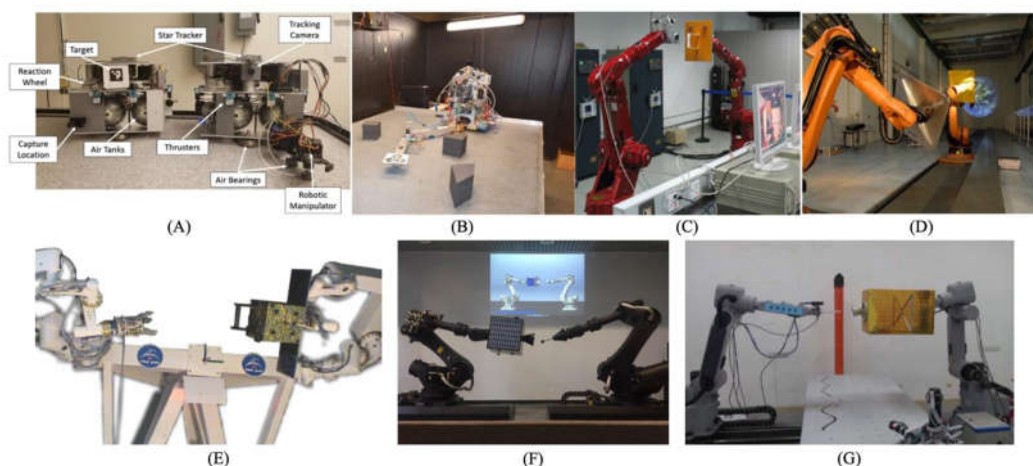 Target
Star Tracker
Tracking
Camera
Reaction
Wheel
Capture
Location
Air Tanks
Thrusters
Air Bearings
Robotic
Manipulator
(A)
(B)
(C)
(D)
(E)
(F)
(G)